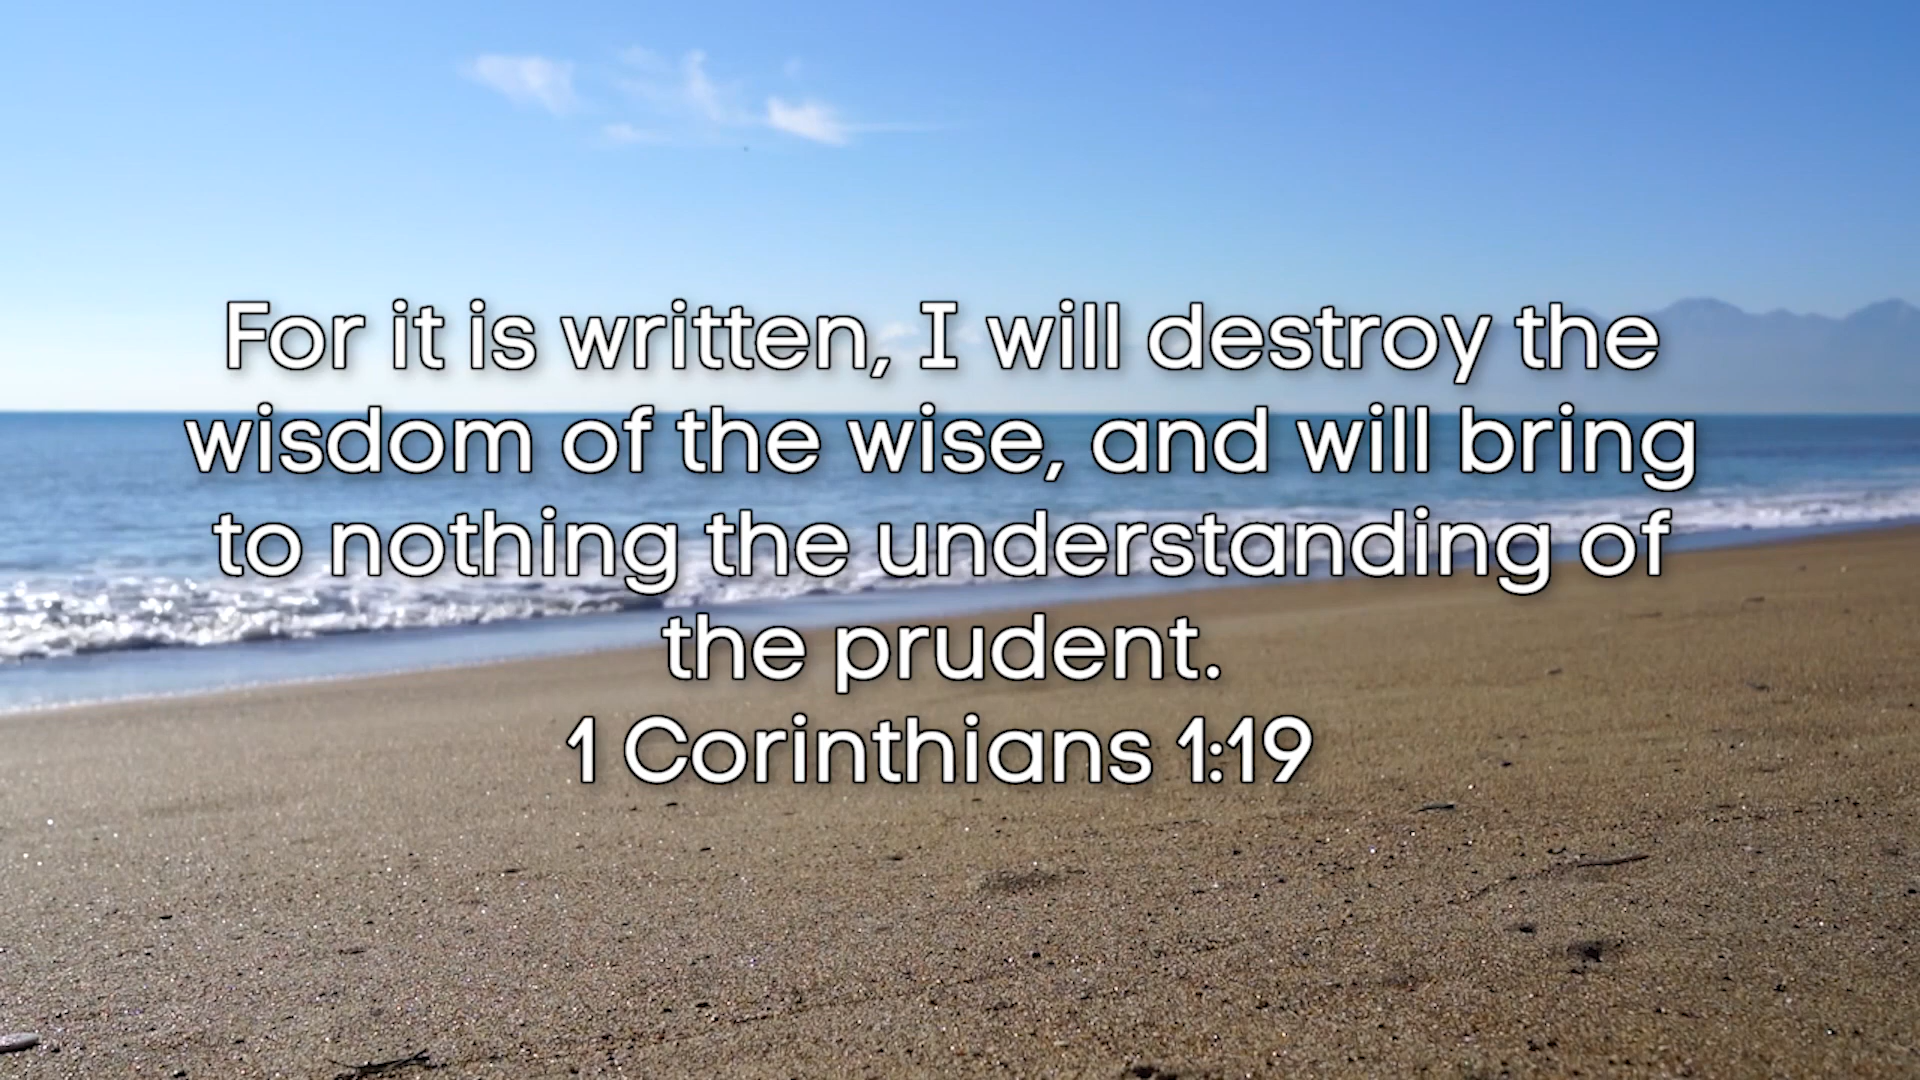 For it is written, I will destroy the
wisdom of the wise, and will bring
to nothing the understanding of
the prudent.
1 Corinthians 1:19